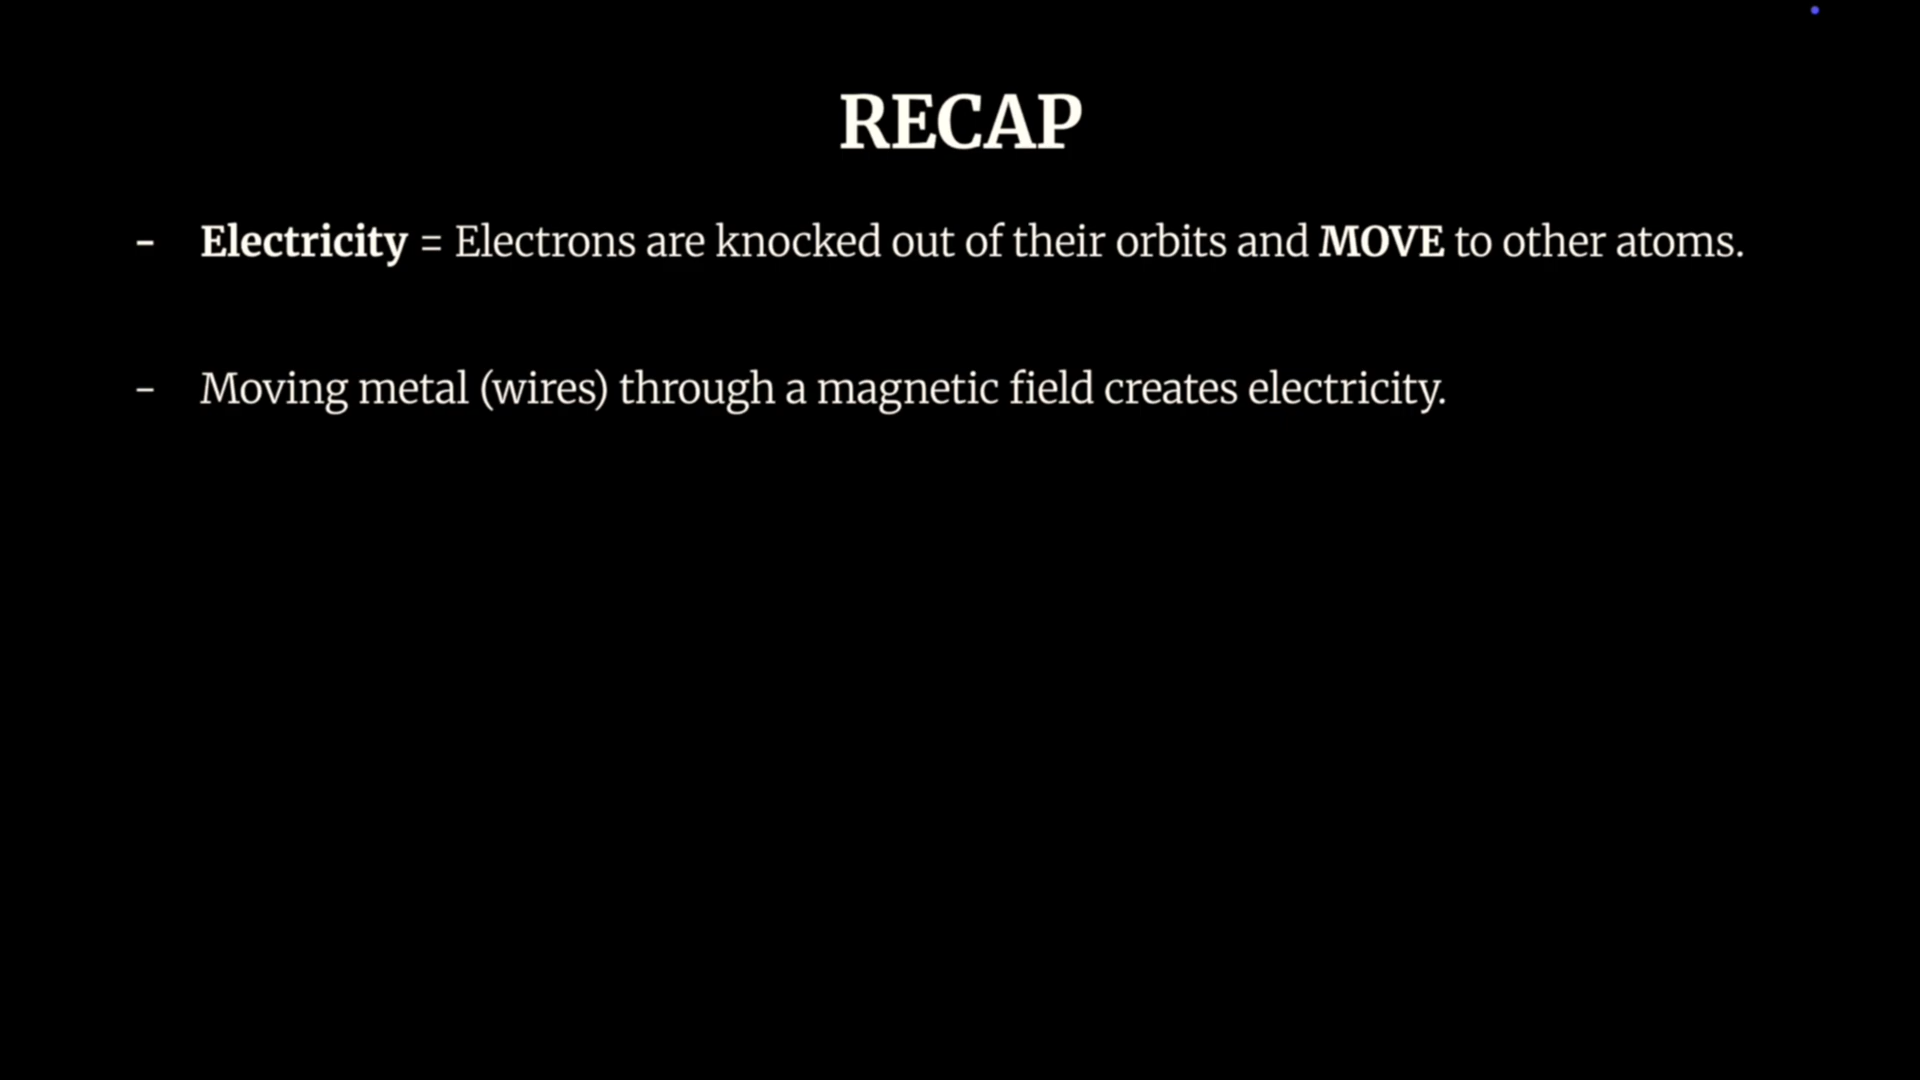 RECAP
- Electricity = Electrons are knocked out of their orbits and MOVE to other atoms.
- Moving metal (wires) through a magnetic field creates electricity.